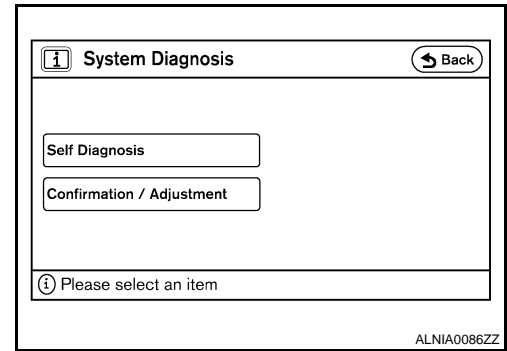 i System Diagnosis Back
Self Diagnosis
Confirmation / Adjustment
i Please select an item
ALNIA0086ZZ